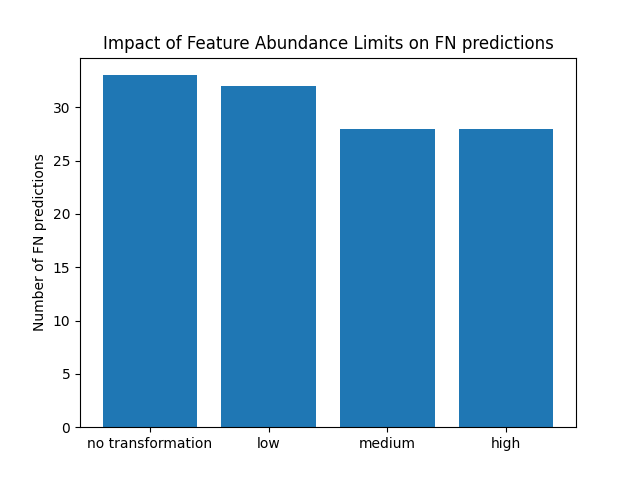 Impact of Feature Abundance Limits on FN predictions
Number of FN predictions
30
25
20
15
10
5
0
no transformation
low
medium
high